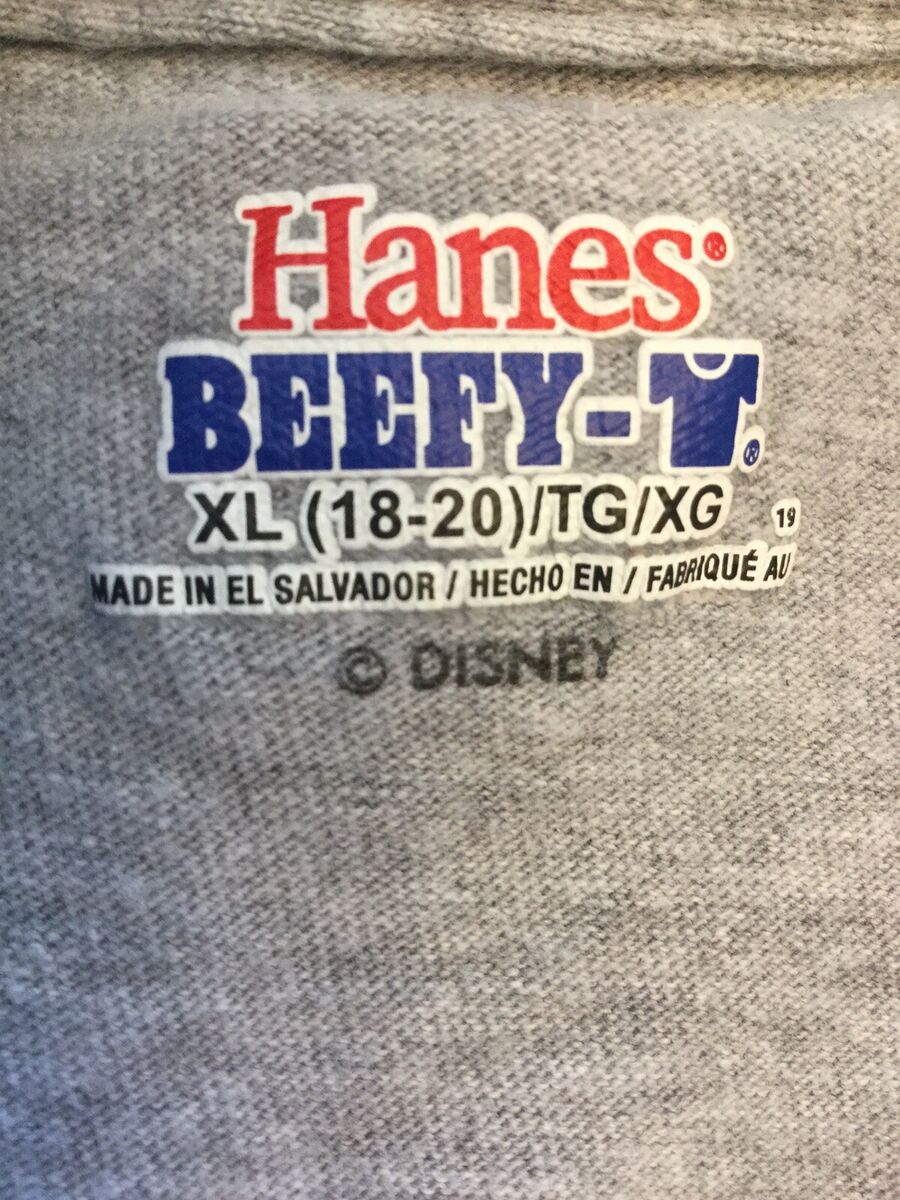 Hanes®
BEEFY-T®
XL (18-20)/TG/XG 19
MADE IN EL SALVADOR / HECHO EN / FABRIQUÉ AU
© DISNEY